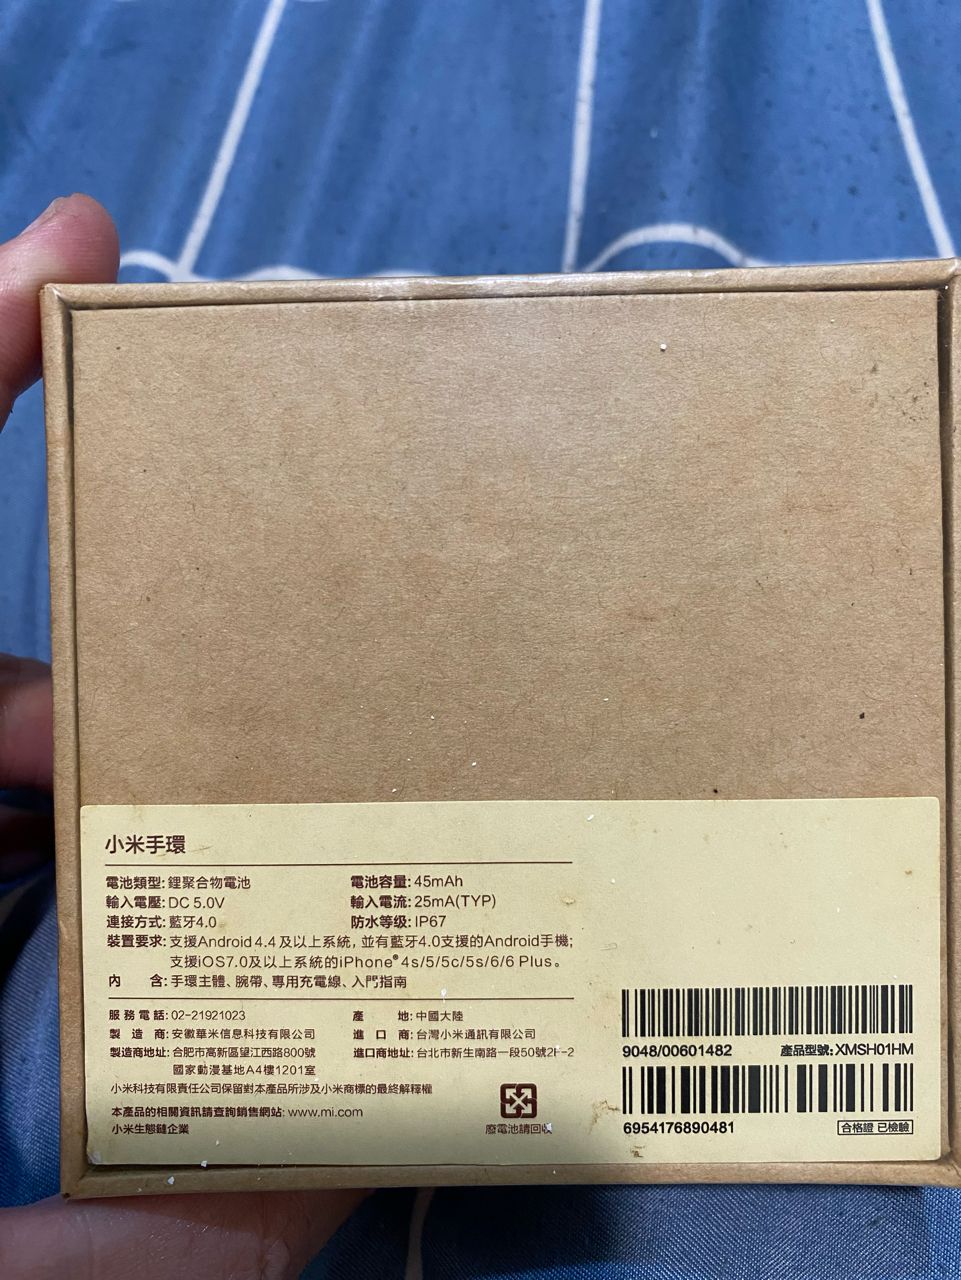 小米手環
電池類型: 鋰聚合物電池 電池容量: 45mAh
輸入電壓: DC 5.0V 輸入電流: 25mA(TYP)
連接方式: 藍牙4.0 防水等级: IP67
裝置要求: 支援Android 4.4 及以上系統, 並有藍牙4.0支援的Android手機;
支援iOS7.0及以上系統的iPhone® 4s/5/5c/5s/6/6 Plus。
內 含: 手環主體、腕帶、專用充電線、入門指南
服務電話: 02-21921023 產 地: 中國大陸
製造商: 安徽華米信息科技有限公司 進口商: 台灣小米通訊有限公司
製造商地址: 合肥市高新區望江西路800號 進口商地址: 台北市新生南路一段50號2F-2
國家動漫基地A4樓1201室
小米科技有限責任公司保留對本產品所涉及小米商標的最終解釋權
本產品的相關資訊請查詢銷售網站: www.mi.com
小米生態鏈企業
廢電池請回收
9048/00601482 產品型號: XMSH01HM
6954176890481 合格證 已檢驗